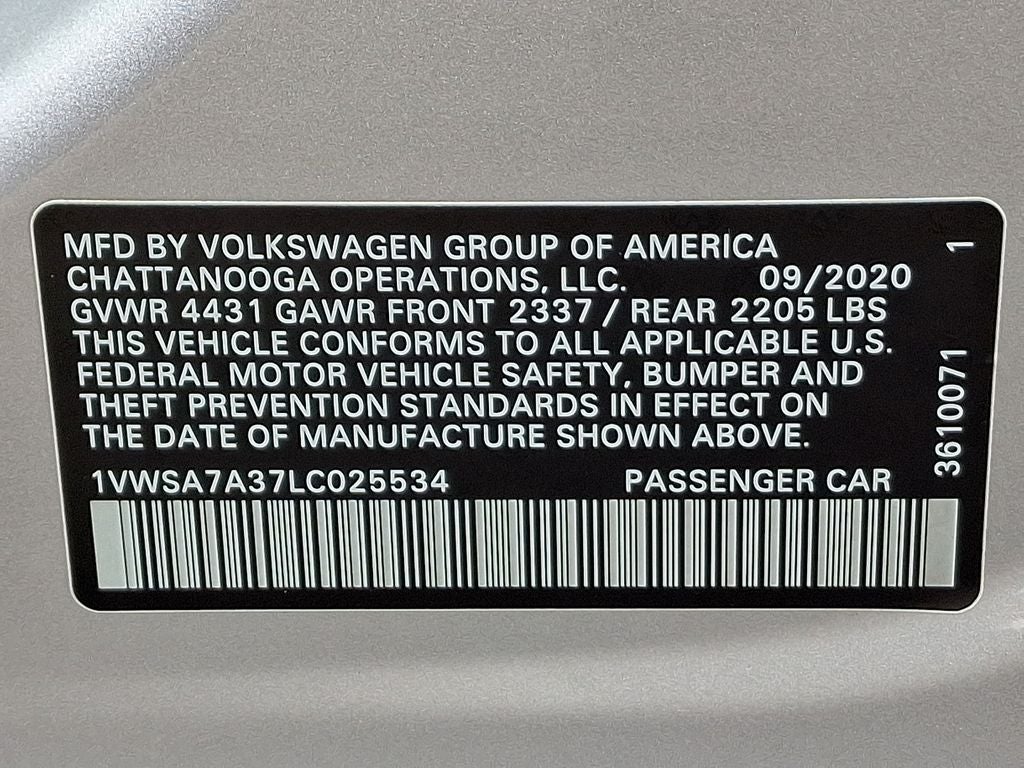 MFD BY VOLKSWAGEN GROUP OF AMERICA
CHATTANOOGA OPERATIONS, LLC. 09/2020
GVWR 4431 GAWR FRONT 2337 / REAR 2205 LBS
THIS VEHICLE CONFORMS TO ALL APPLICABLE U.S.
FEDERAL MOTOR VEHICLE SAFETY, BUMPER AND
THEFT PREVENTION STANDARDS IN EFFECT ON
THE DATE OF MANUFACTURE SHOWN ABOVE.
1VWSA7A37LC025534 PASSENGER CAR
3610071 1